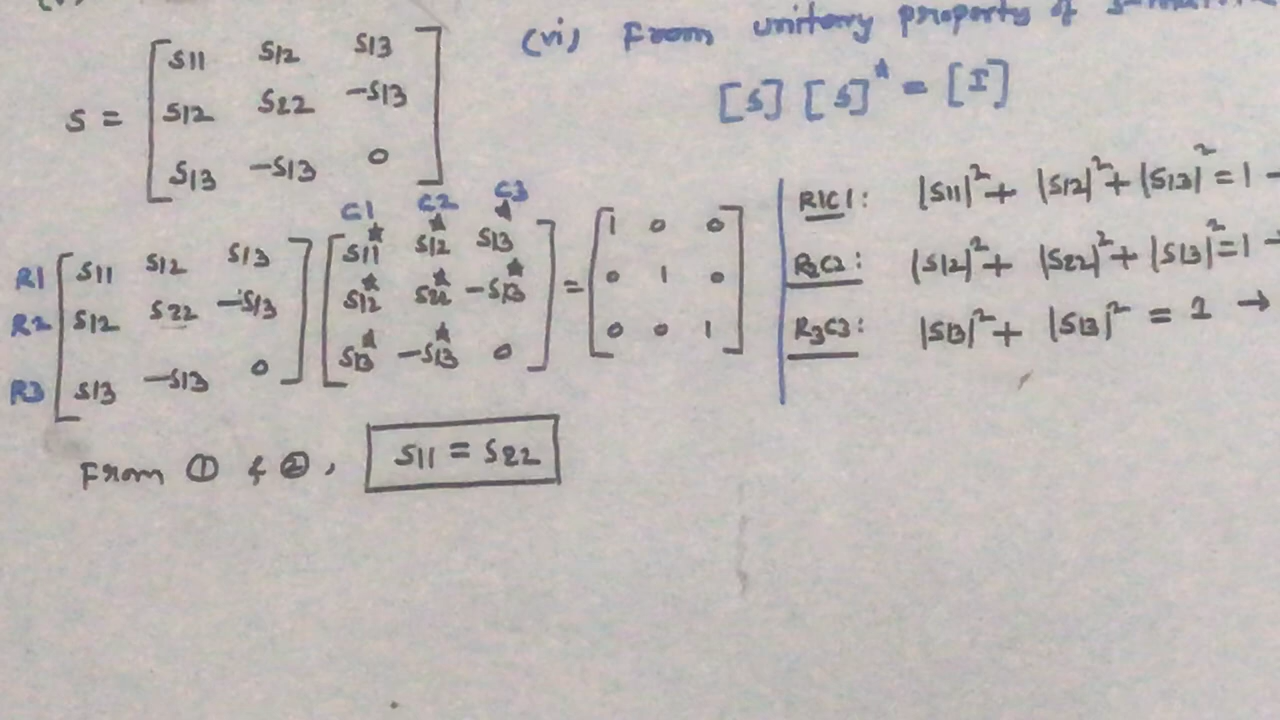 (vi) From unitary property of
S = [ S11 S12 S13
S12 S22 -S13
S13 -S13 0 ]
[S] [S]* = [I]
C1 C2 C3
R1 [ S11 S12 S13 ] [ S11* S12* S13* ] = [ 1 0 0 ]
R2 [ S12 S22 -S13 ] [ S12* S22* -S13* ] = [ 0 1 0 ]
R3 [ S13 -S13 0 ] [ S13* -S13* 0 ] = [ 0 0 1 ]
R1C1: |S11|² + |S12|² + |S13|² = 1 -
R2C2: |S12|² + |S22|² + |S13|² = 1 →
R3C3: |S13|² + |S13|² = 1 →
From ① & ②, S11 = S22